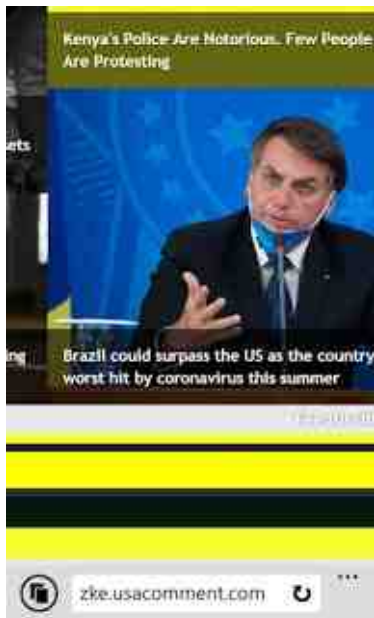 Kenya's Police Are Notorious. Few People
Are Protesting
ets
ing
Brazil could surpass the US as the country
worst hit by coronavirus this summer
zke.usacomment.com